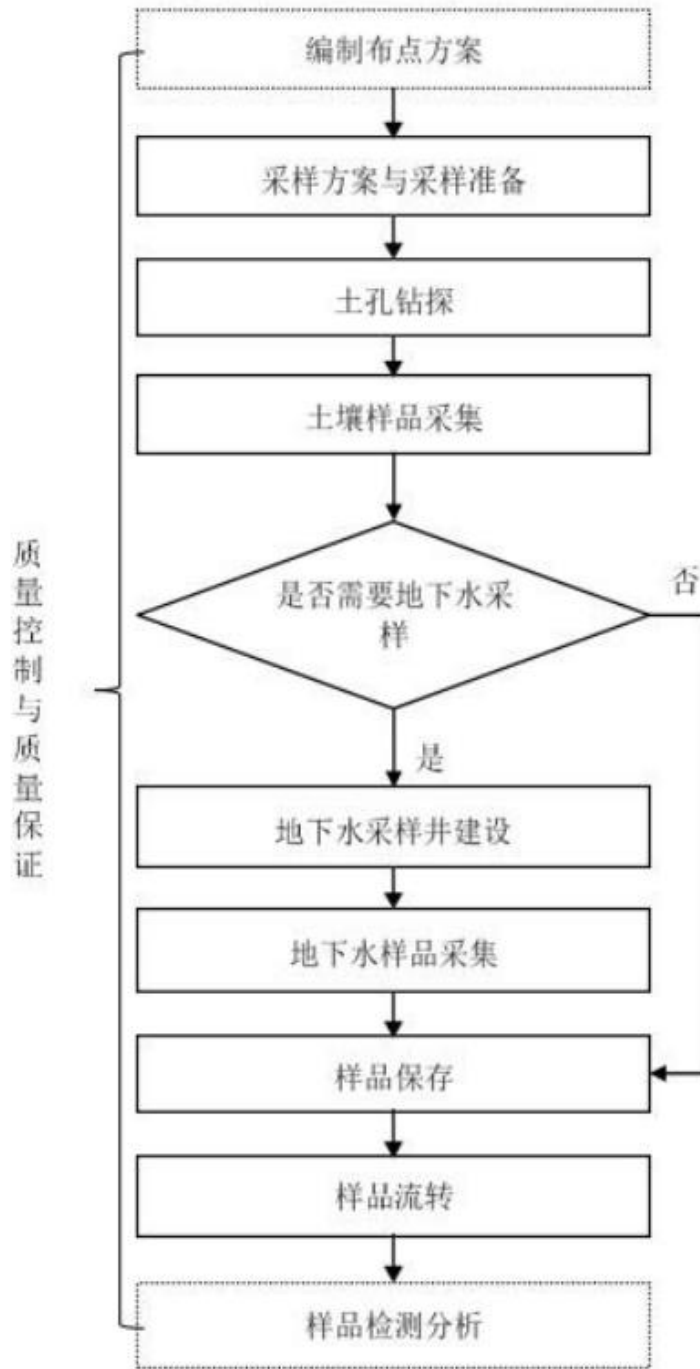 编制布点方案
采样方案与采样准备
土孔钻探
土壤样品采集
是否需要地下水采
样
否
是
地下水采样井建设
地下水样品采集
样品保存
样品流转
样品检测分析
质量控制与质量保证